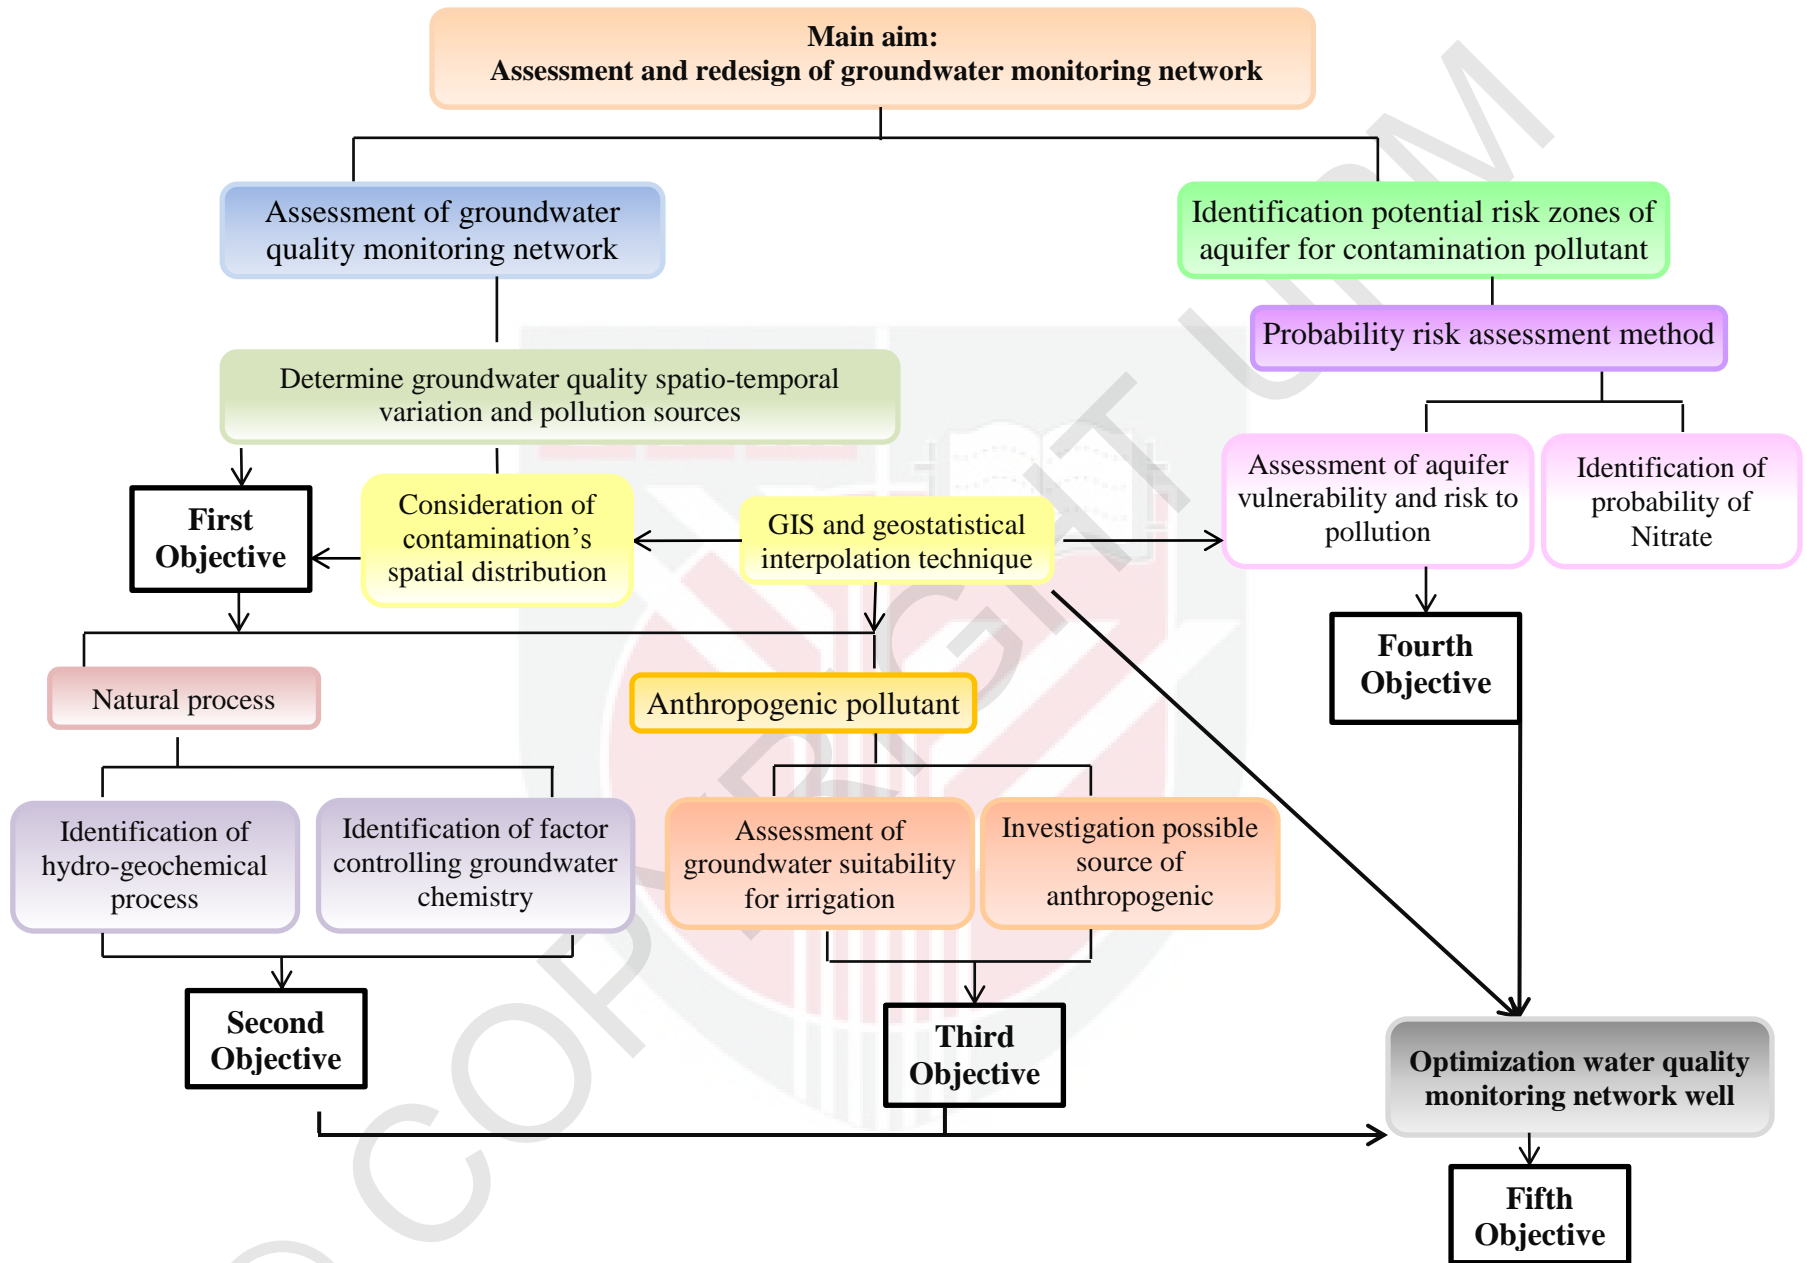 Main aim:
Assessment and redesign of groundwater monitoring network
Assessment of groundwater
quality monitoring network
Identification potential risk zones of
aquifer for contamination pollutant
Probability risk assessment method
Determine groundwater quality spatio-temporal
variation and pollution sources
Assessment of aquifer
vulnerability and risk to
pollution
Identification of
probability of
Nitrate
First
Objective
Consideration of
contamination’s
spatial distribution
GIS and geostatistical
interpolation technique
Fourth
Objective
Natural process
Anthropogenic pollutant
Identification of
hydro-geochemical
process
Identification of factor
controlling groundwater
chemistry
Assessment of
groundwater suitability
for irrigation
Investigation possible
source of
anthropogenic
Second
Objective
Third
Objective
Optimization water quality
monitoring network well
Fifth
Objective
COPYRIGHT UPM